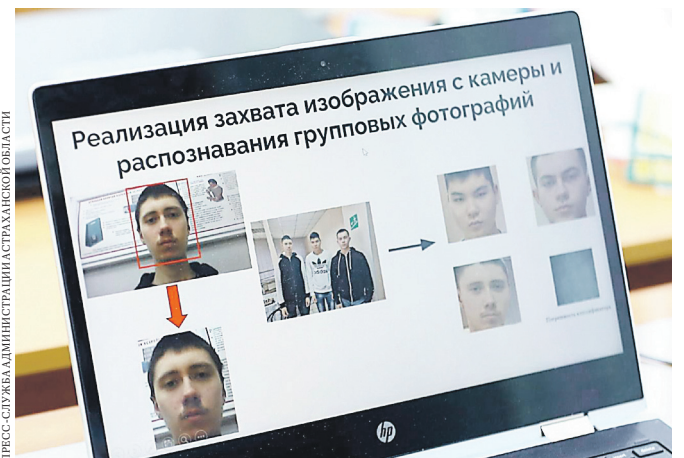 ПРЕСС-СЛУЖБА АДМИНИСТРАЦИИ АСТРАХАНСКОЙ ОБЛАСТИ
Реализация захвата изображения с камеры и
распознавания групповых фотографий
hp